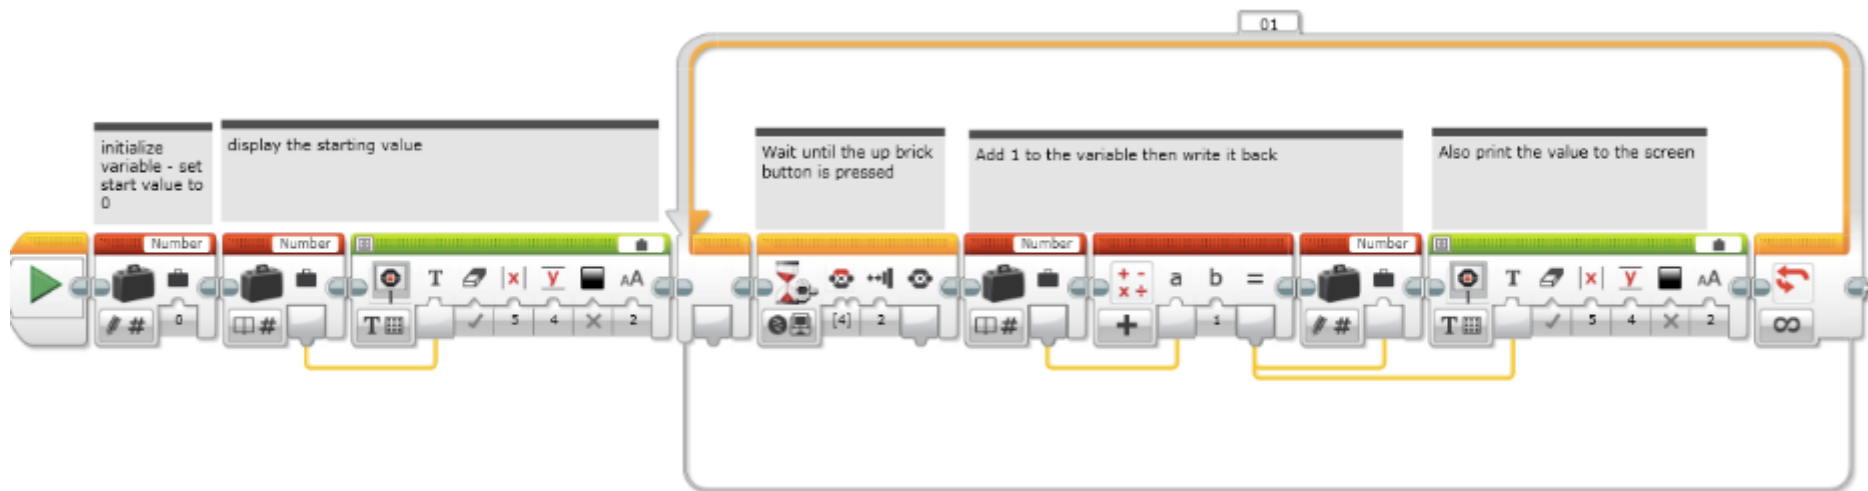 01
initialize
variable - set
start value to
0
display the starting value
Wait until the up brick
button is pressed
Add 1 to the variable then write it back
Also print the value to the screen
Number
Number
Number
Number
T |x| y AA
a b =
T |x| y AA
# 0
#
T 5 4 2
[4] 2
#
+ 1
#
T 5 4 2
∞